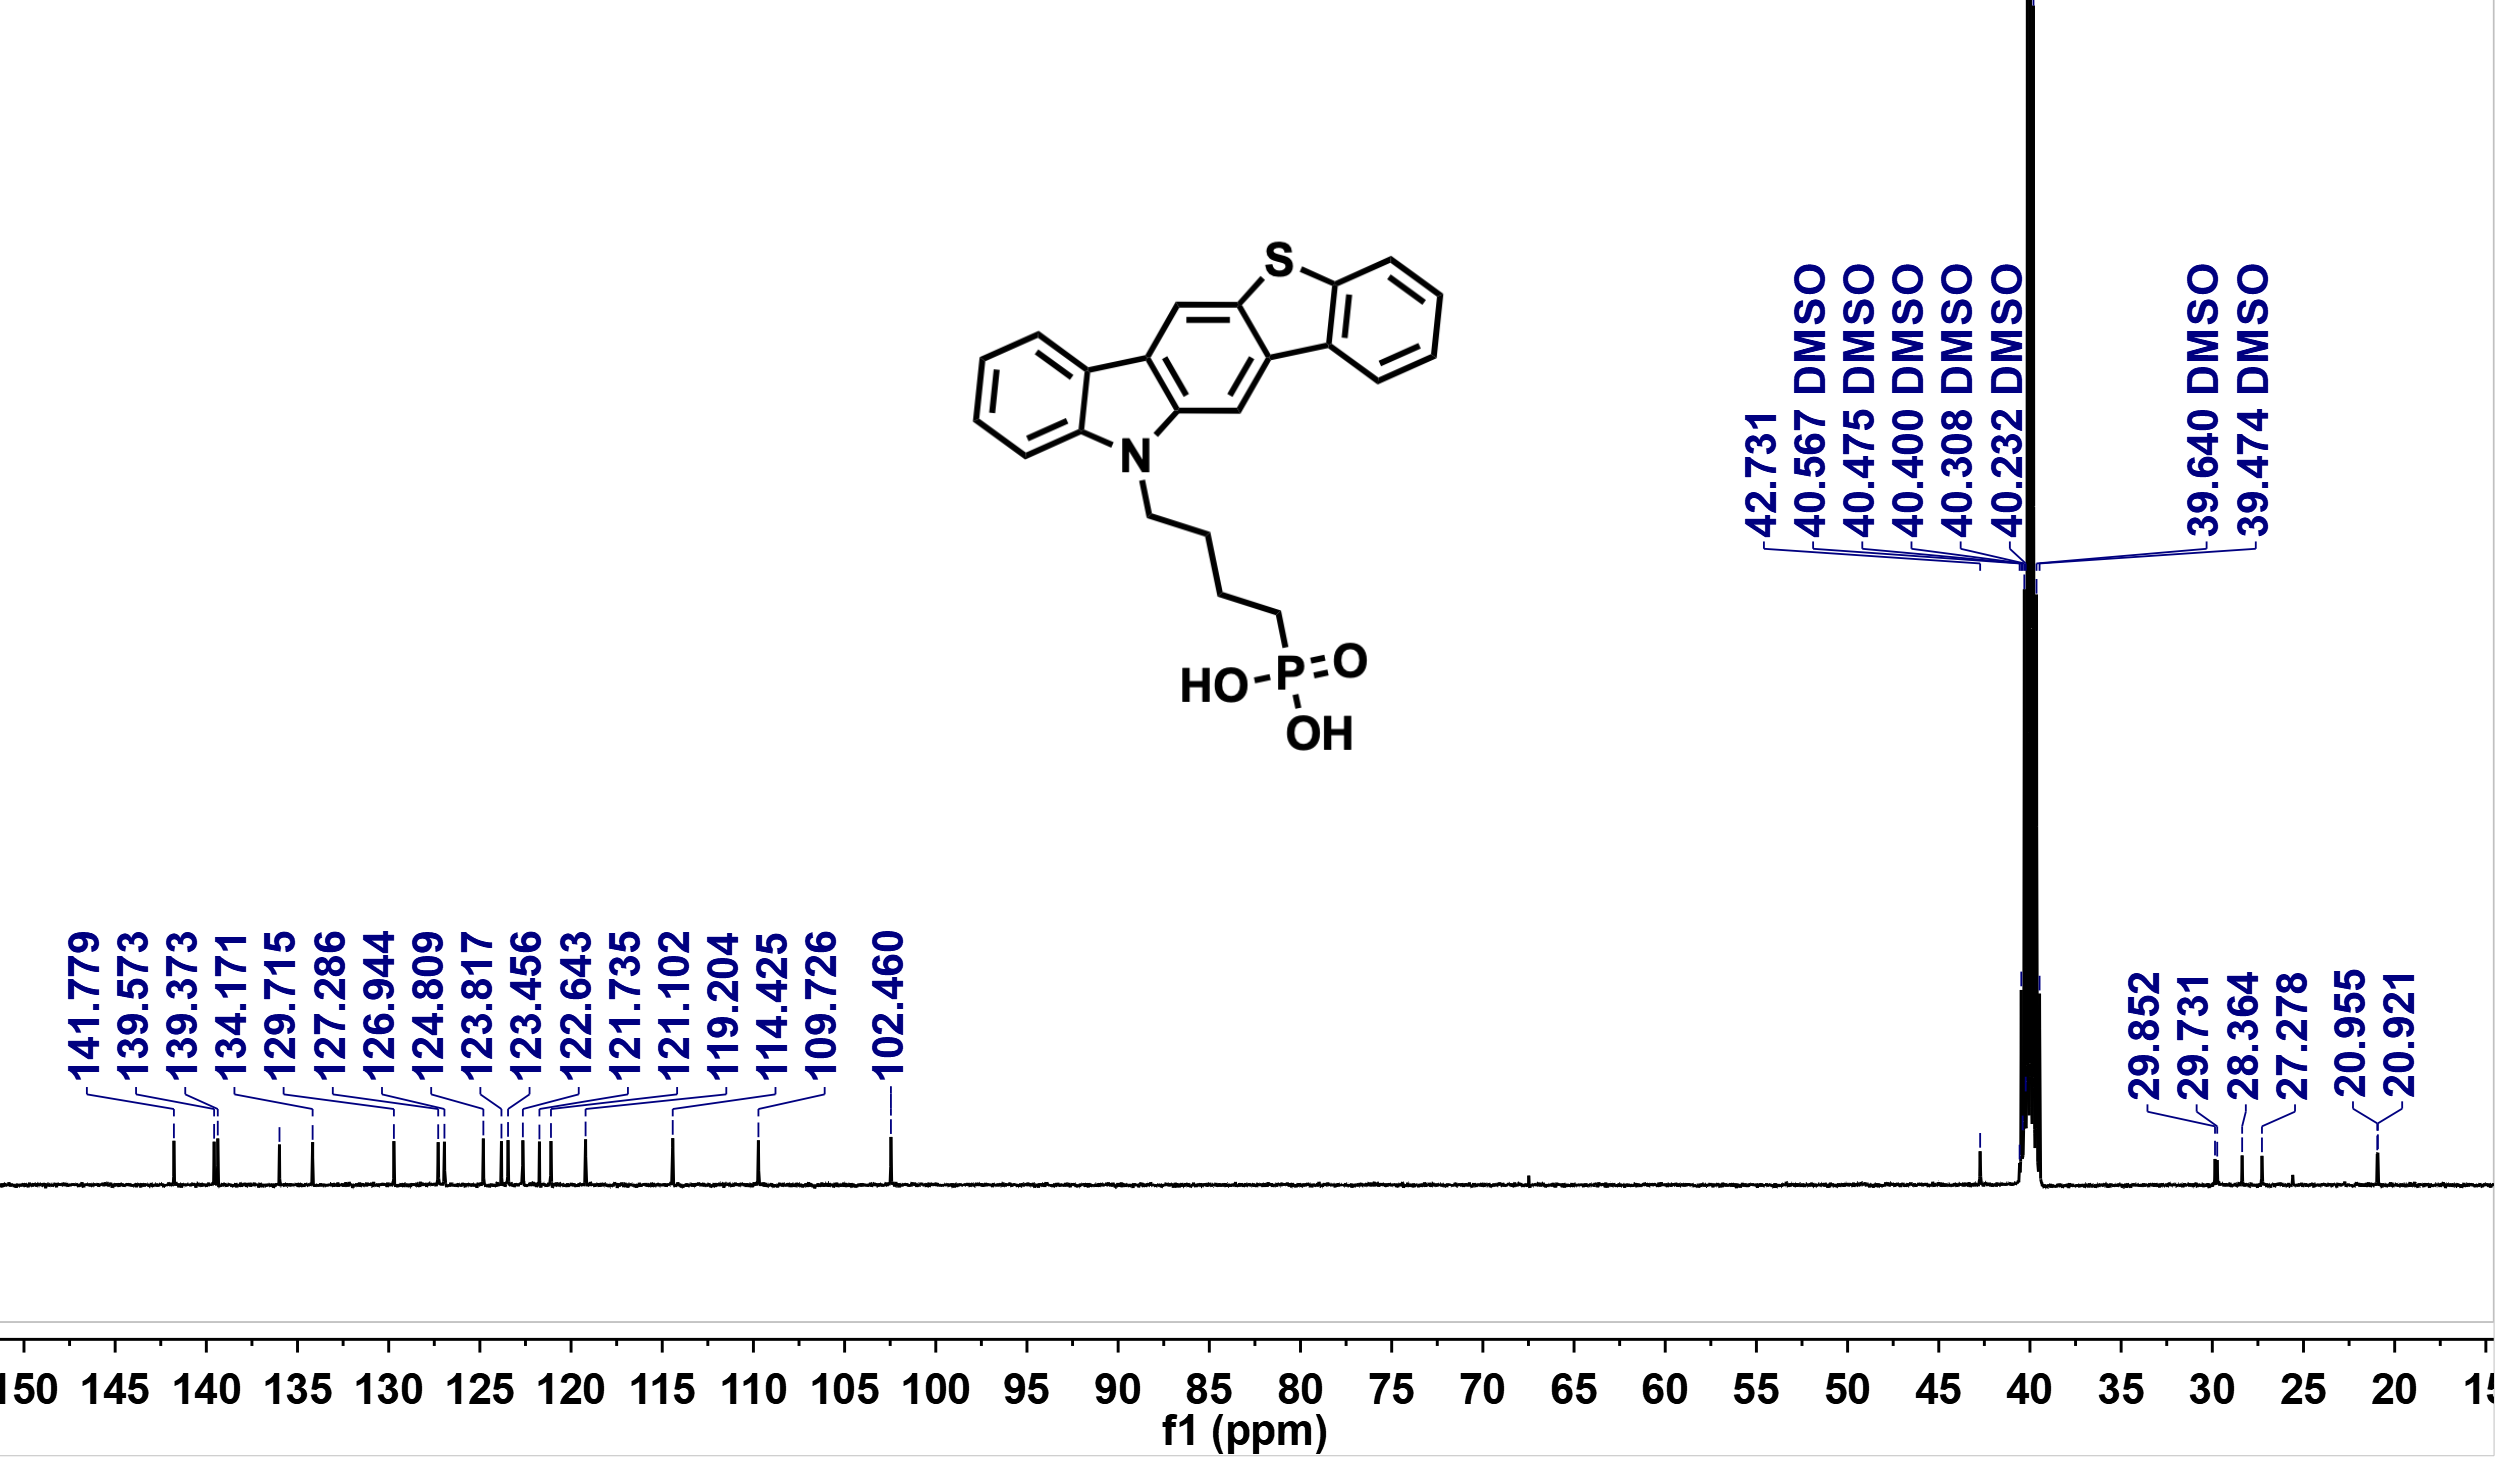 S
N
HO P O
OH
42.731
40.567 DMSO
40.475 DMSO
40.400 DMSO
40.308 DMSO
40.232 DMSO
39.640 DMSO
39.474 DMSO
141.779
139.573
139.373
134.171
129.715
127.286
126.944
124.809
123.817
123.456
122.643
121.735
121.102
119.204
114.425
109.726
102.460
29.852
29.731
28.364
27.278
20.955
20.921
150 145 140 135 130 125 120 115 110 105 100 95 90 85 80 75 70 65 60 55 50 45 40 35 30 25 20 15
f1 (ppm)